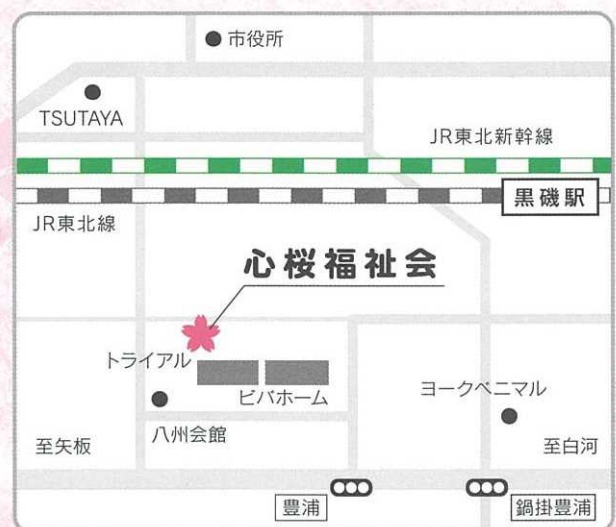 市役所
TSUTAYA
JR東北新幹線
黒磯駅
JR東北線
心桜福祉会
トライアル
ビバホーム
ヨークベニマル
八州会館
至矢板
至白河
豊浦
鍋掛豊浦